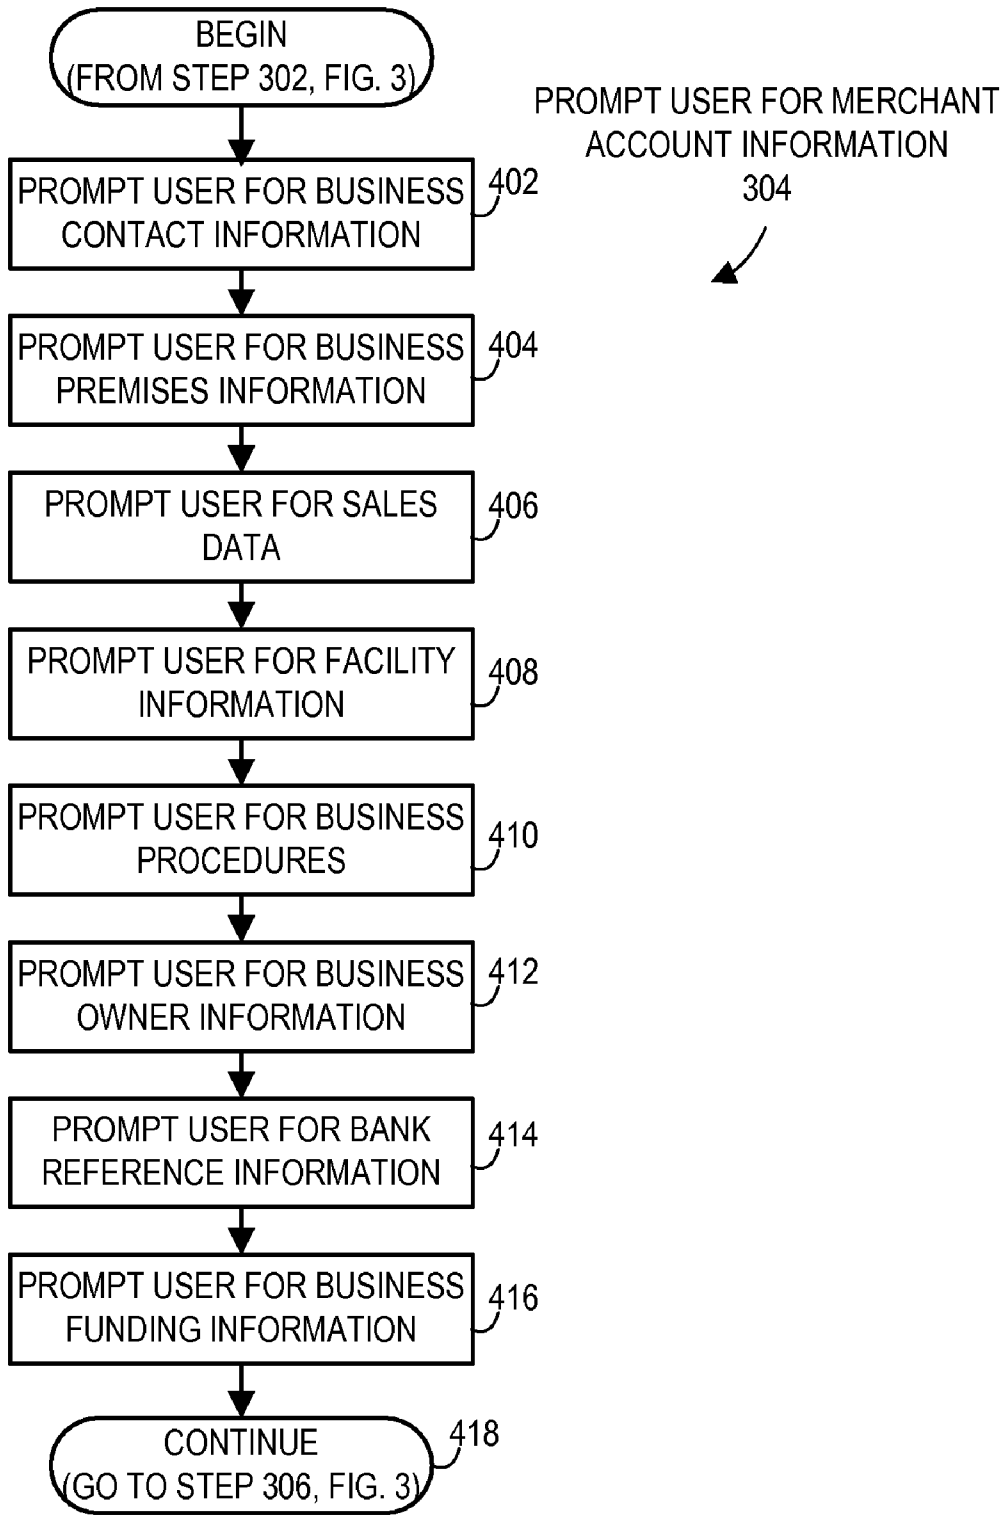 BEGIN
(FROM STEP 302, FIG. 3)
PROMPT USER FOR MERCHANT
ACCOUNT INFORMATION
304
PROMPT USER FOR BUSINESS
CONTACT INFORMATION
402
PROMPT USER FOR BUSINESS
PREMISES INFORMATION
404
PROMPT USER FOR SALES
DATA
406
PROMPT USER FOR FACILITY
INFORMATION
408
PROMPT USER FOR BUSINESS
PROCEDURES
410
PROMPT USER FOR BUSINESS
OWNER INFORMATION
412
PROMPT USER FOR BANK
REFERENCE INFORMATION
414
PROMPT USER FOR BUSINESS
FUNDING INFORMATION
416
CONTINUE
(GO TO STEP 306, FIG. 3)
418